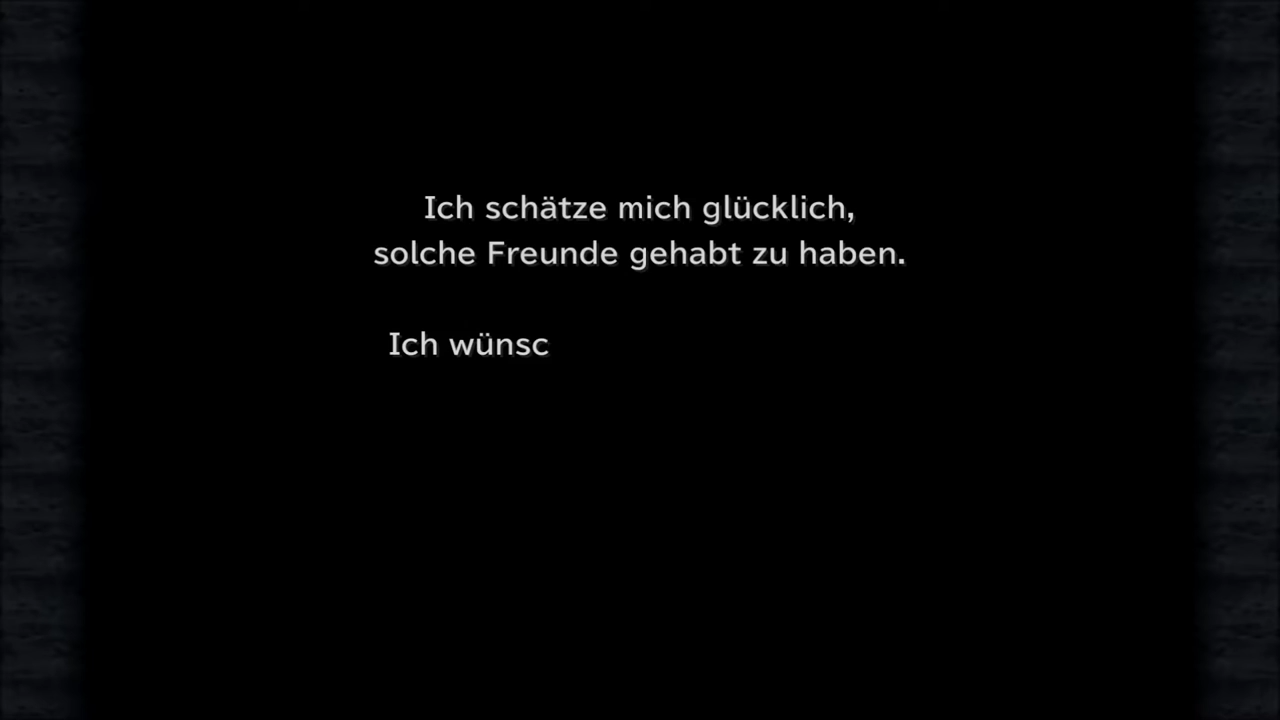 Ich schätze mich glücklich,
solche Freunde gehabt zu haben.
Ich wünsc